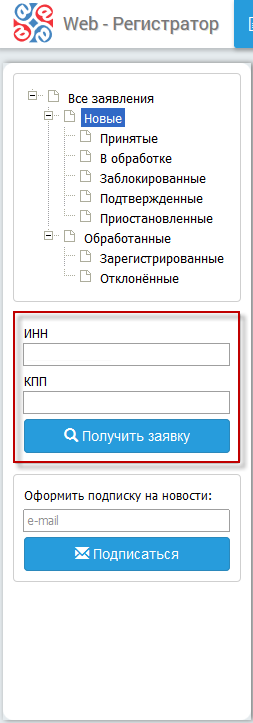 Web - Регистратор
Все заявления
Новые
Принятые
В обработке
Заблокированные
Подтвержденные
Приостановленные
Обработанные
Зарегистрированные
Отклонённые
ИНН
КПП
Получить заявку
Оформить подписку на новости:
e-mail
Подписаться